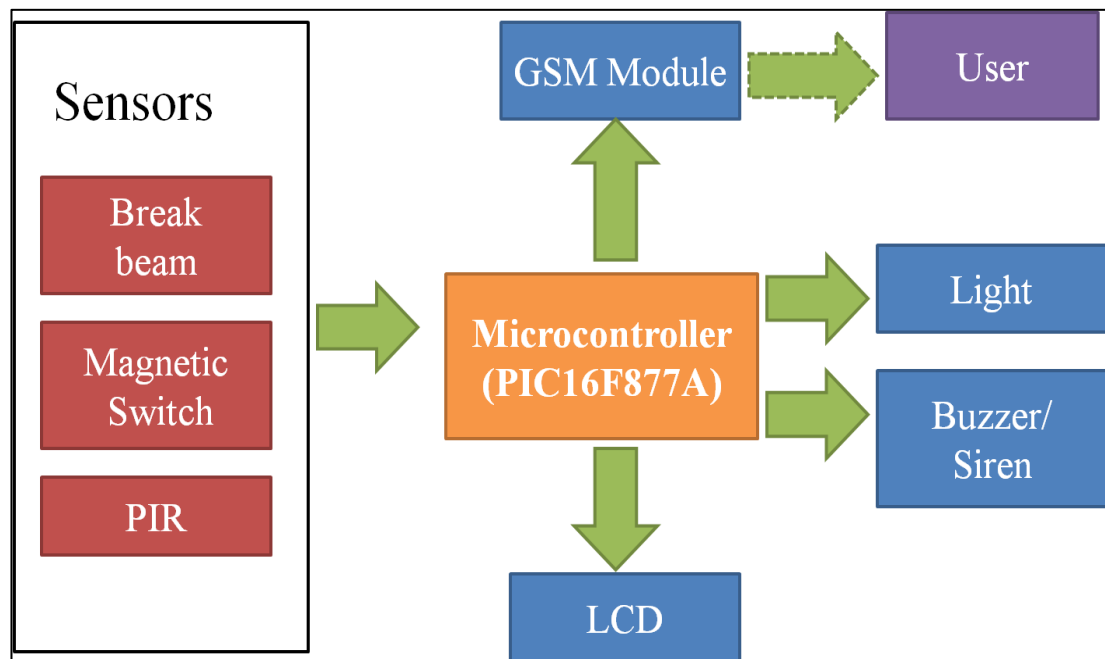 Sensors
Break
beam
Magnetic
Switch
PIR
GSM Module
User
Microcontroller
(PIC16F877A)
Light
Buzzer/
Siren
LCD